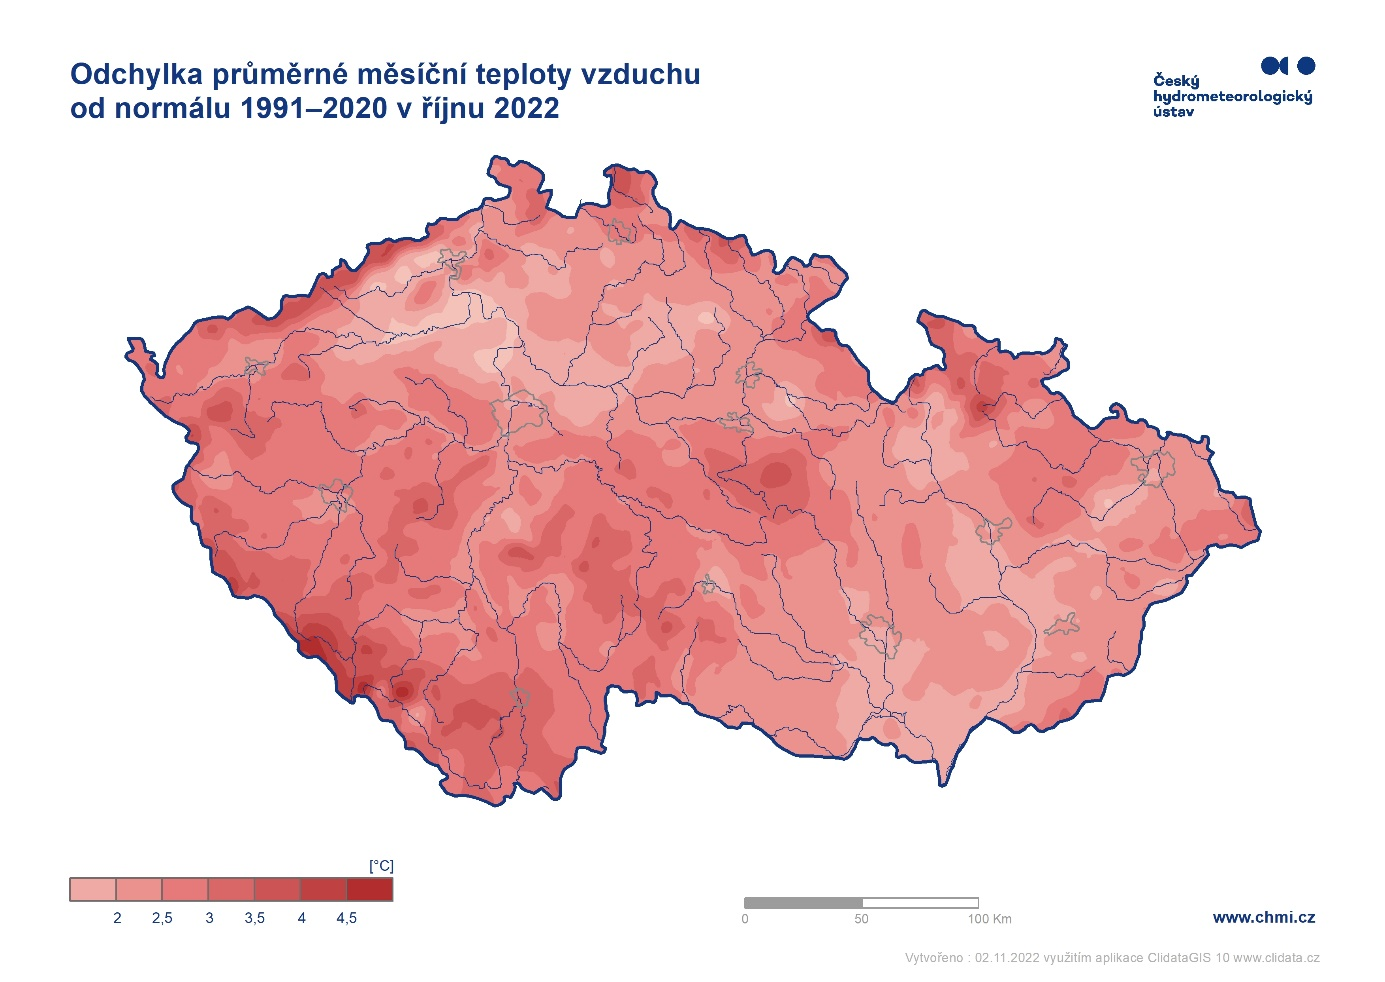 Odchylka průměrné měsíční teploty vzduchu
od normálu 1991–2020 v říjnu 2022
Český
hydrometeorologický
ústav
[°C]
2 2,5 3 3,5 4 4,5
0 50 100 Km
www.chmi.cz
Vytvořeno : 02.11.2022 využitím aplikace ClidataGIS 10 www.clidata.cz